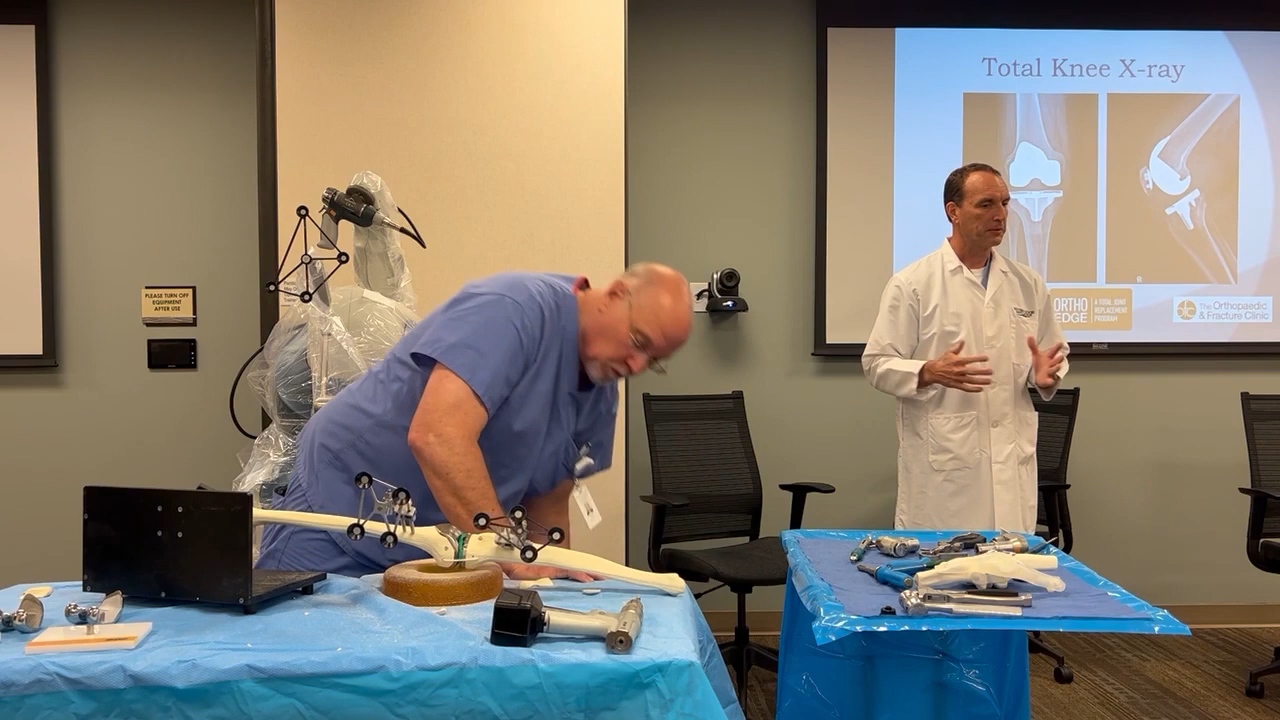 Total Knee X-ray
PLEASE TURN OFF
EQUIPMENT
AFTER USE
ORTHO
EDGE
A TOTAL JOINT
REPLACEMENT
PROGRAM
The Orthopaedic
& Fracture Clinic